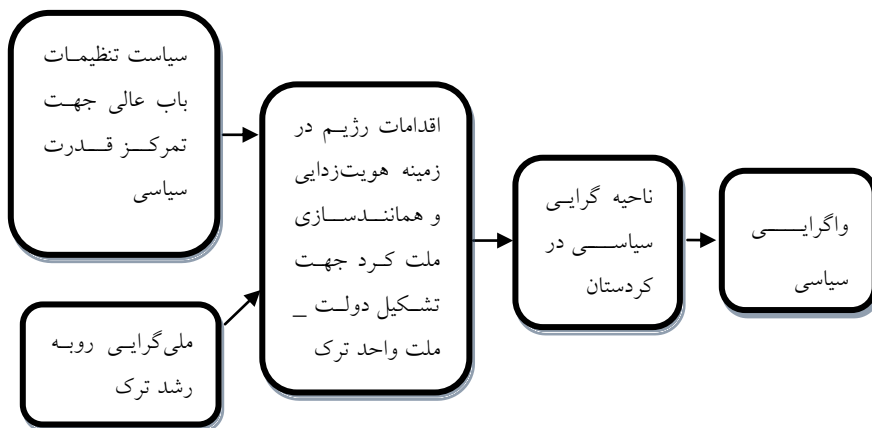 سیاست تنظیمات
باب عالی جهت
تمرکز قدرت
سیاسی
ملی‌گرایی روبه
رشد ترک
اقدامات رژیم در
زمینه هویت‌زدایی
و همانندسازی
ملت کرد جهت
تشکیل دولت _
ملت واحد ترک
ناحیه گرایی
سیاسی در
کردستان
واگرایی
سیاسی